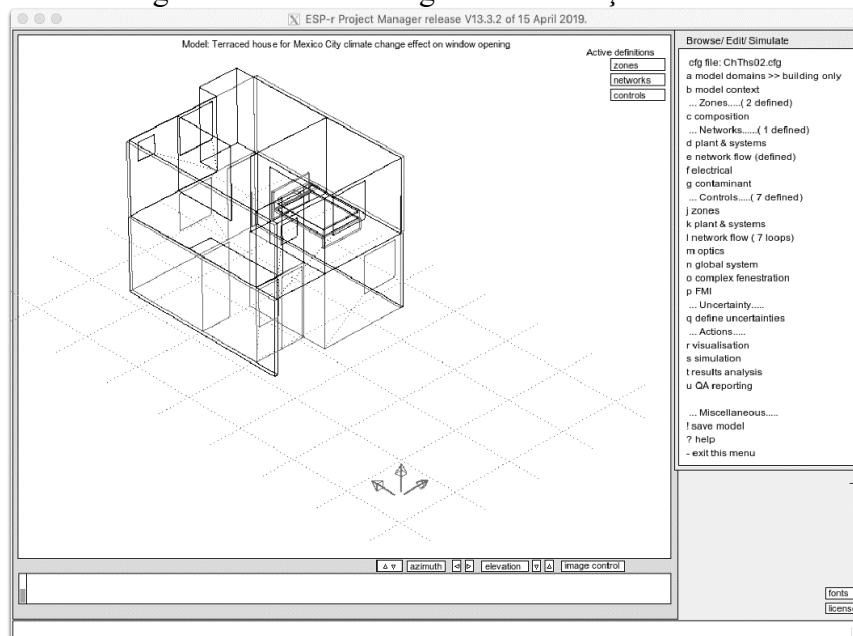 ESP-r Project Manager release V13.3.2 of 15 April 2019.
Model: Terraced house for Mexico City climate change effect on window opening
Active definitions
zones
networks
controls
Browse/ Edit/ Simulate
cfg file: ChThs02.cfg
a model domains >> building only
b model context
... Zones.....( 2 defined)
c composition
... Networks......( 1 defined)
d plant & systems
e network flow (defined)
f electrical
g contaminant
... Controls.....( 7 defined)
j zones
k plant & systems
l network flow ( 7 loops)
m optics
n global system
o complex fenestration
p FMI
... Uncertainty.....
q define uncertainties
... Actions.....
r visualisation
s simulation
t results analysis
u QA reporting
... Miscellaneous.....
! save model
? help
- exit this menu
azimuth
elevation
image control
fonts
license